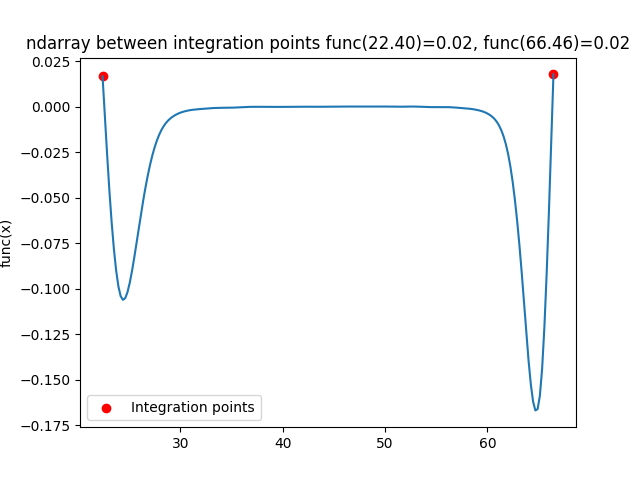 ndarray between integration points func(22.40)=0.02, func(66.46)=0.02
func(x)
0.025
0.000
−0.025
−0.050
−0.075
−0.100
−0.125
−0.150
−0.175
Integration points
30 40 50 60